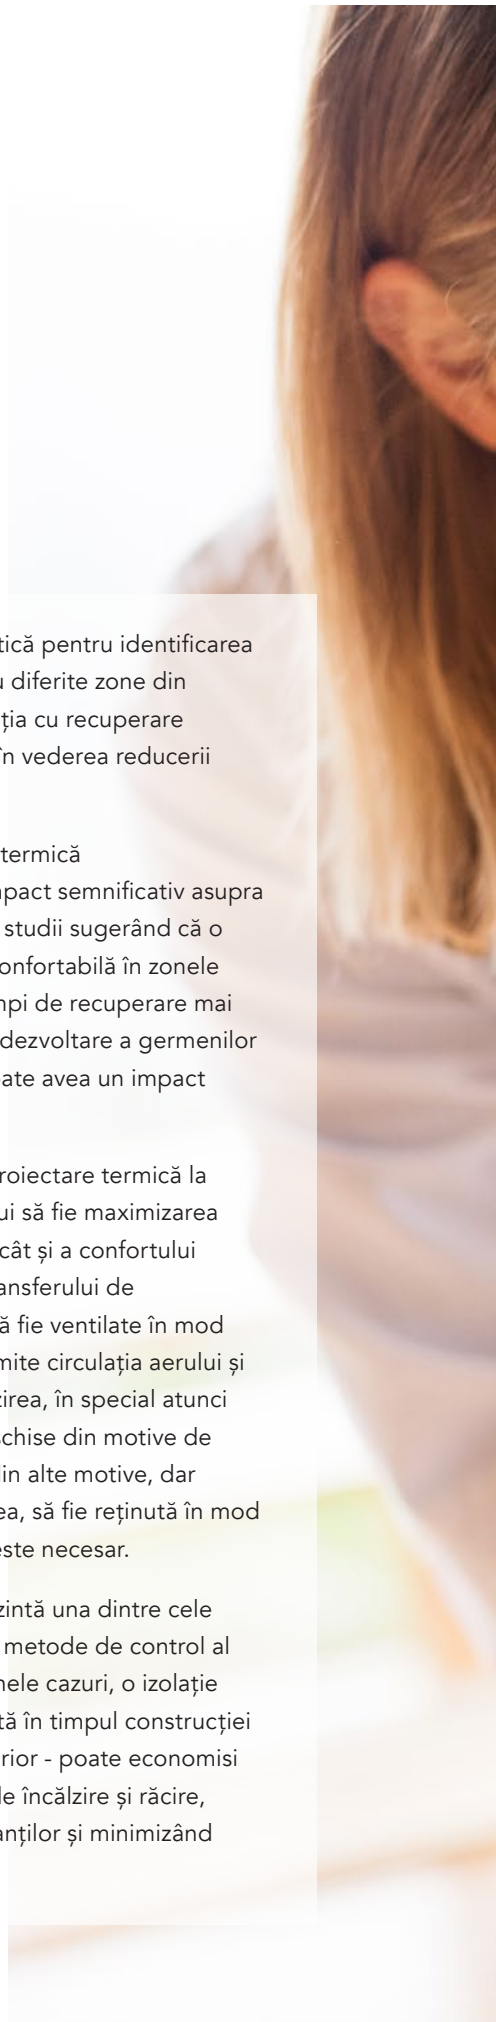 tică pentru identificarea
u diferite zone din
ția cu recuperare
în vederea reducerii
termică
npact semnificativ asupra
studii sugerând că o
onfortabilă în zonele
npi de recuperare mai
dezvoltare a germenilor
ate avea un impact
roiectare termică la
ui să fie maximizarea
cât și a confortului
ansferului de
ă fie ventilate în mod
mite circulația aerului și
zirea, în special atunci
chise din motive de
lin alte motive, dar
ea, să fie reținută în mod
este necesar.
zintă una dintre cele
metode de control al
nele cazuri, o izolație
tă în timpul construcției
rior - poate economisi
le încălzire și răcire,
anților și minimizând